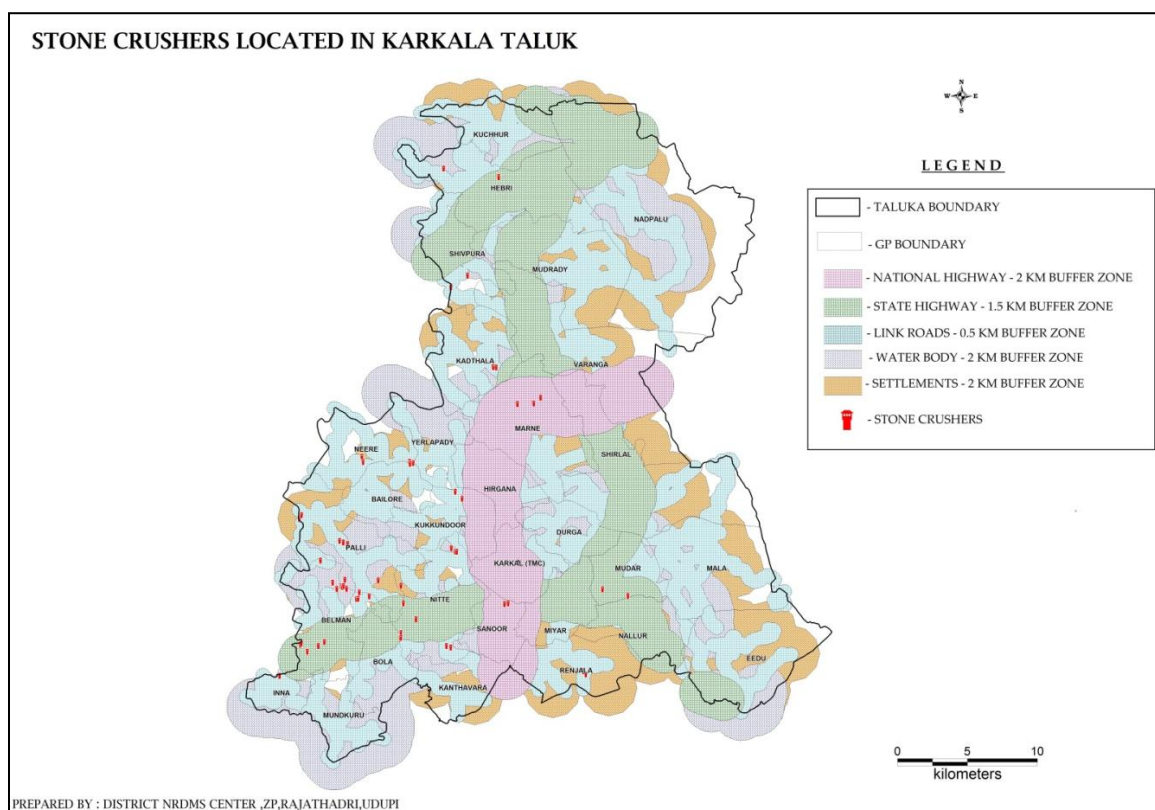 STONE CRUSHERS LOCATED IN KARKALA TALUK
N
W E
S
LEGEND
- TALUKA BOUNDARY
- GP BOUNDARY
- NATIONAL HIGHWAY - 2 KM BUFFER ZONE
- STATE HIGHWAY - 1.5 KM BUFFER ZONE
- LINK ROADS - 0.5 KM BUFFER ZONE
- WATER BODY - 2 KM BUFFER ZONE
- SETTLEMENTS - 2 KM BUFFER ZONE
- STONE CRUSHERS
KUCHHUR
HEBRI
NADPALU
SHIVPURA
MUDRADY
KADTHALA
VARANGA
MARNE
YERLAPADY
NEERE
SHIRLAL
HIRGANA
BAILORE
KUKKUNDOOR
DURGA
PALLI
KARKAL (TMC)
MUDAR
MALA
NITTE
BELMAN
SANOOR
MIYAR
NALLUR
BOLA
EEDU
RENJALA
INNA
KANTHAVARA
MUNDKURU
0 5 10
kilometers
PREPARED BY : DISTRICT NRDMS CENTER ,ZP,RAJATHADRI,UDUPI